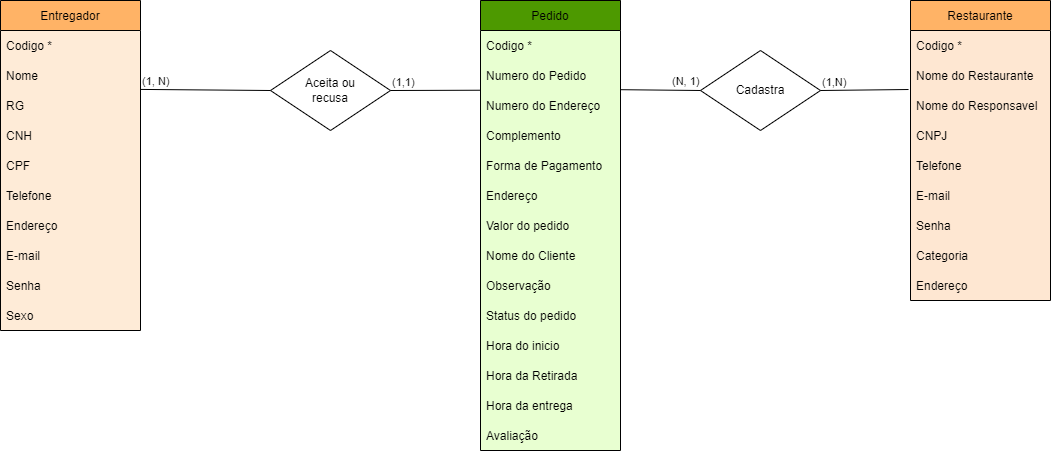 Entregador
Codigo *
Nome
RG
CNH
CPF
Telefone
Endereço
E-mail
Senha
Sexo
(1, N)
Aceita ou
recusa
(1,1)
Pedido
Codigo *
Numero do Pedido
Numero do Endereço
Complemento
Forma de Pagamento
Endereço
Valor do pedido
Nome do Cliente
Observação
Status do pedido
Hora do inicio
Hora da Retirada
Hora da entrega
Avaliação
(N, 1)
Cadastra
(1,N)
Restaurante
Codigo *
Nome do Restaurante
Nome do Responsavel
CNPJ
Telefone
E-mail
Senha
Categoria
Endereço